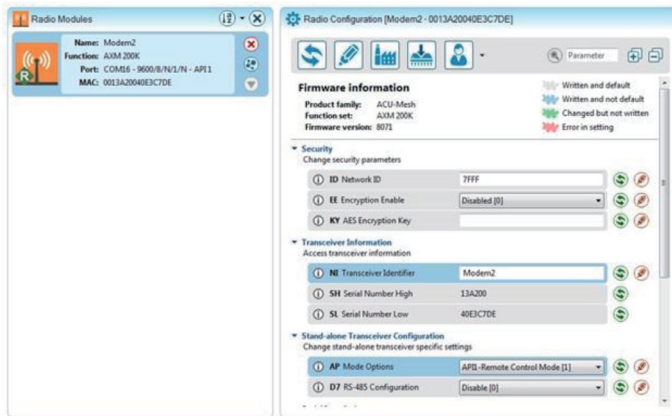 Radio Modules
Name: Modem2
Function: AXM 200K
Port: COM16 - 9600/8/N/1/N - API 1
MAC: 0013A20040E3C7DE
R
Radio Configuration [Modem2 - 0013A20040E3C7DE]
Parameter
Firmware information
Product family: ACU-Mesh
Function set: AXM 200K
Firmware version: 8071
Written and default
Written and not default
Changed but not written
Error in setting
Security
Change security parameters
ID Network ID 7FFF
EE Encryption Enable Disabled [0]
KY AES Encryption Key
Transceiver Information
Access transceiver information
NI Transceiver Identifier Modem2
SH Serial Number High 13A200
SL Serial Number Low 40E3C7DE
Stand-alone Transceiver Configuration
Change stand-alone transceiver specific settings
AP Mode Options API1-Remote Control Mode [1]
D7 RS-485 Configuration Disable [0]